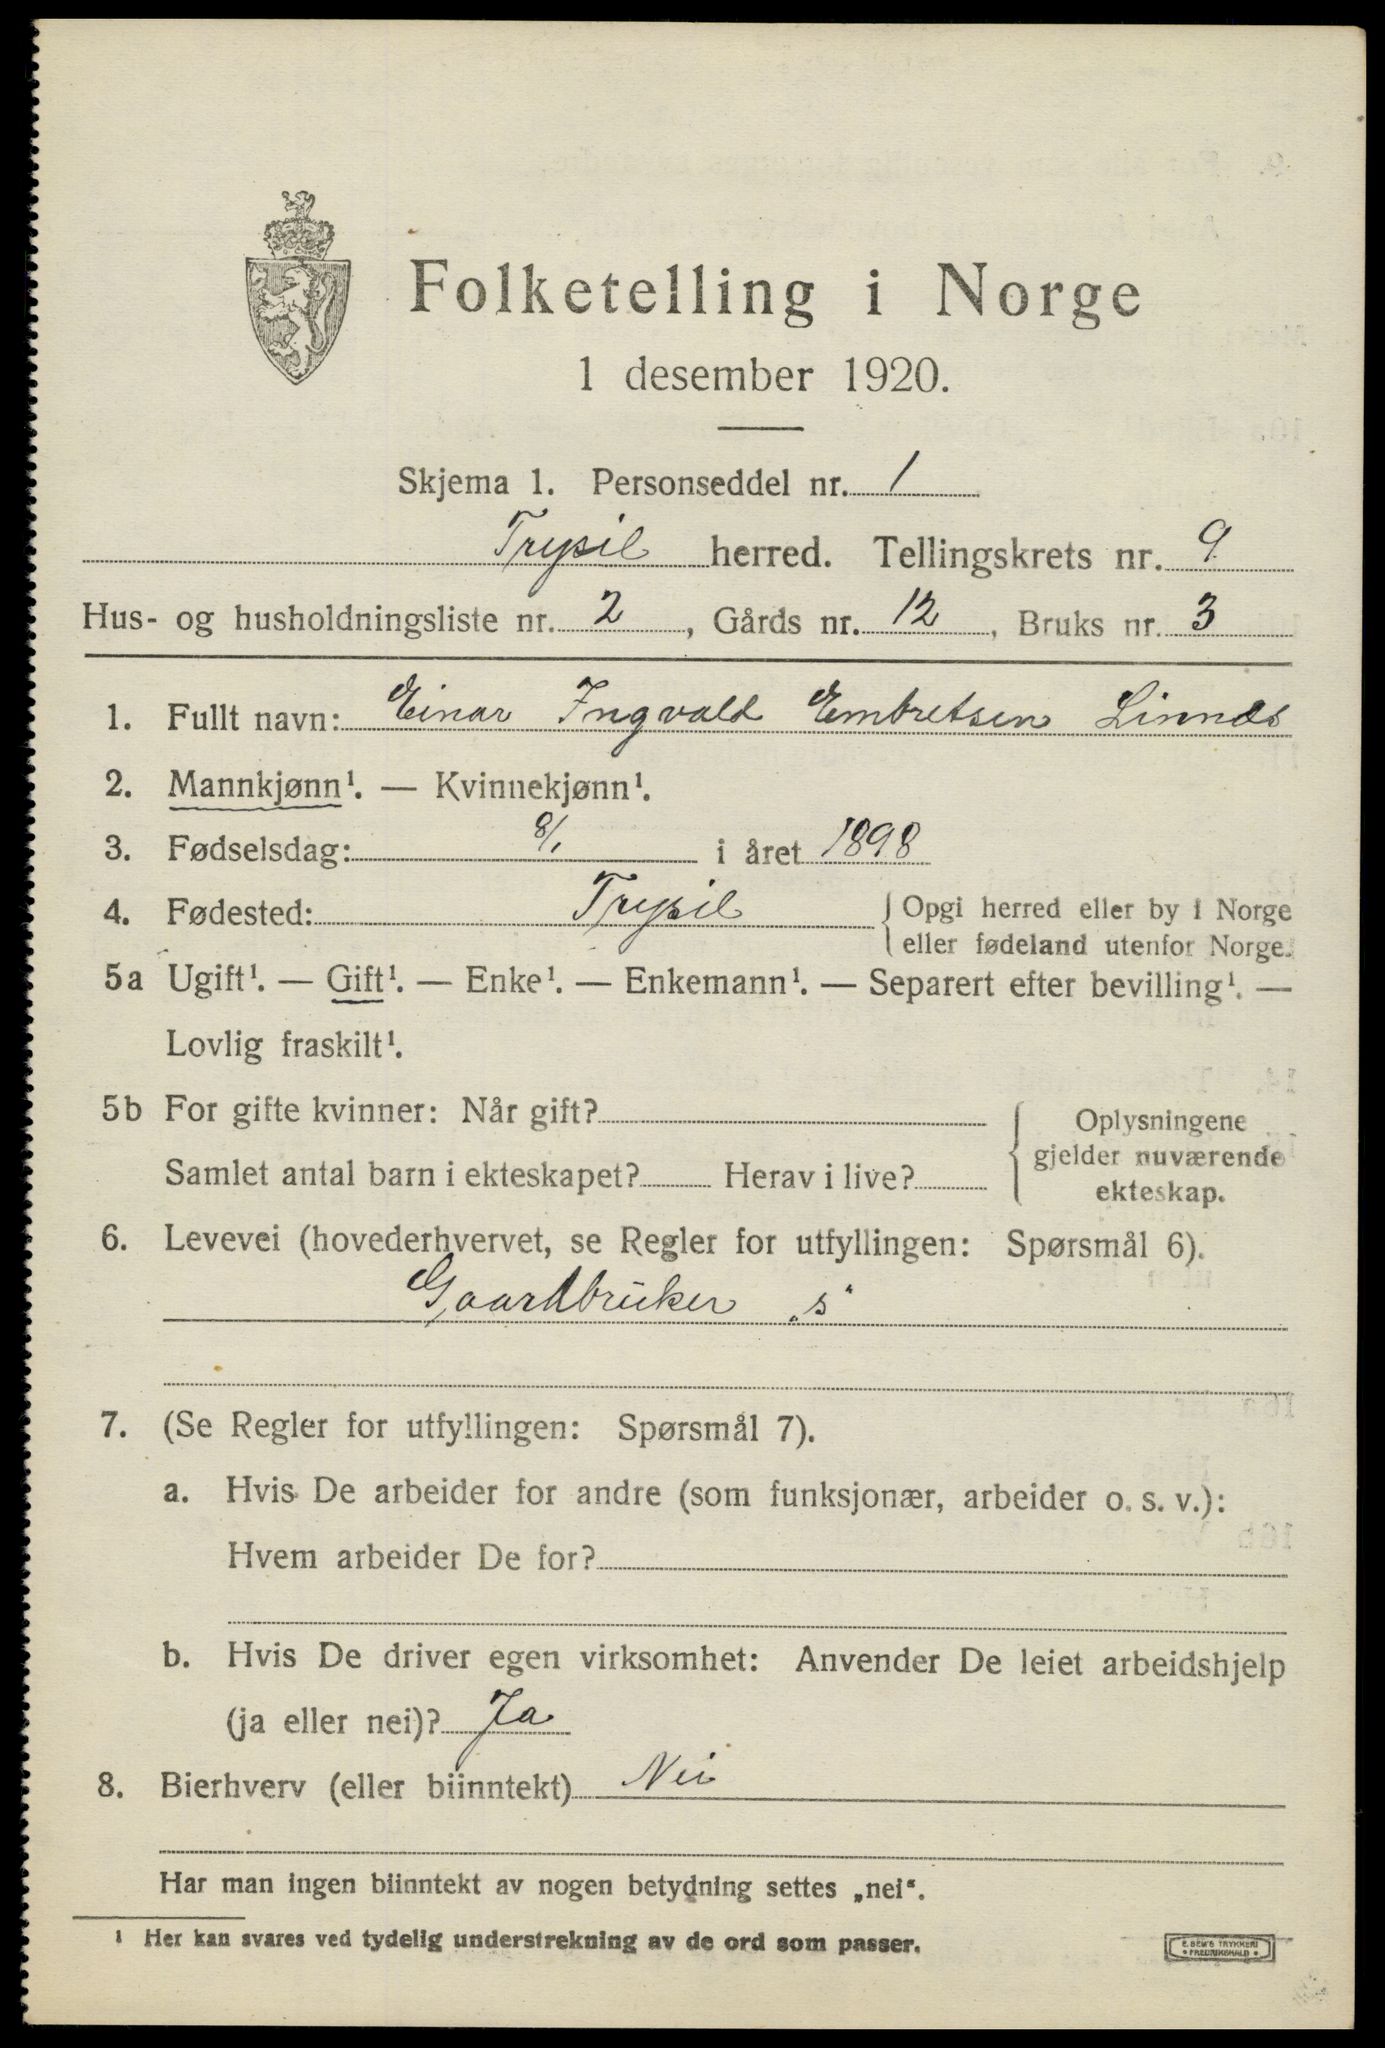 Folketelling i Norge
1 desember 1920.
Skjema 1. Personseddel nr. 1
Trysil herred. Tellingskrets nr. 9
Hus- og husholdningsliste nr. 2, Gårds nr. 12, Bruks nr. 3
1. Fullt navn: Einar Ingvald Embretsen Linnes
2. Mannkjønn¹. — Kvinnekjønn¹.
3. Fødselsdag: 8/1 i året 1898
4. Fødested: Trysil { Opgi herred eller by i Norge
eller fødeland utenfor Norge.
5a Ugift¹. — Gift¹. — Enke¹. — Enkemann¹. — Separert efter bevilling¹. —
Lovlig fraskilt¹.
5b For gifte kvinner: Når gift? { Oplysningene
gjelder nuværende
Samlet antal barn i ekteskapet? Herav i live?
ekteskap.
6. Levevei (hovederhvervet, se Regler for utfyllingen: Spørsmål 6).
Gaardbruker „s“
7. (Se Regler for utfyllingen: Spørsmål 7).
a. Hvis De arbeider for andre (som funksjonær, arbeider o. s. v.):
Hvem arbeider De for?
b. Hvis De driver egen virksomhet: Anvender De leiet arbeidshjelp
(ja eller nei)? Ja
8. Bierhverv (eller biinntekt) Nei
Har man ingen biinntekt av nogen betydning settes „nei“.
¹ Her kan svares ved tydelig understrekning av de ord som passer.
E. SEM'S TRYKKERI
• FREDRIKSHALD •